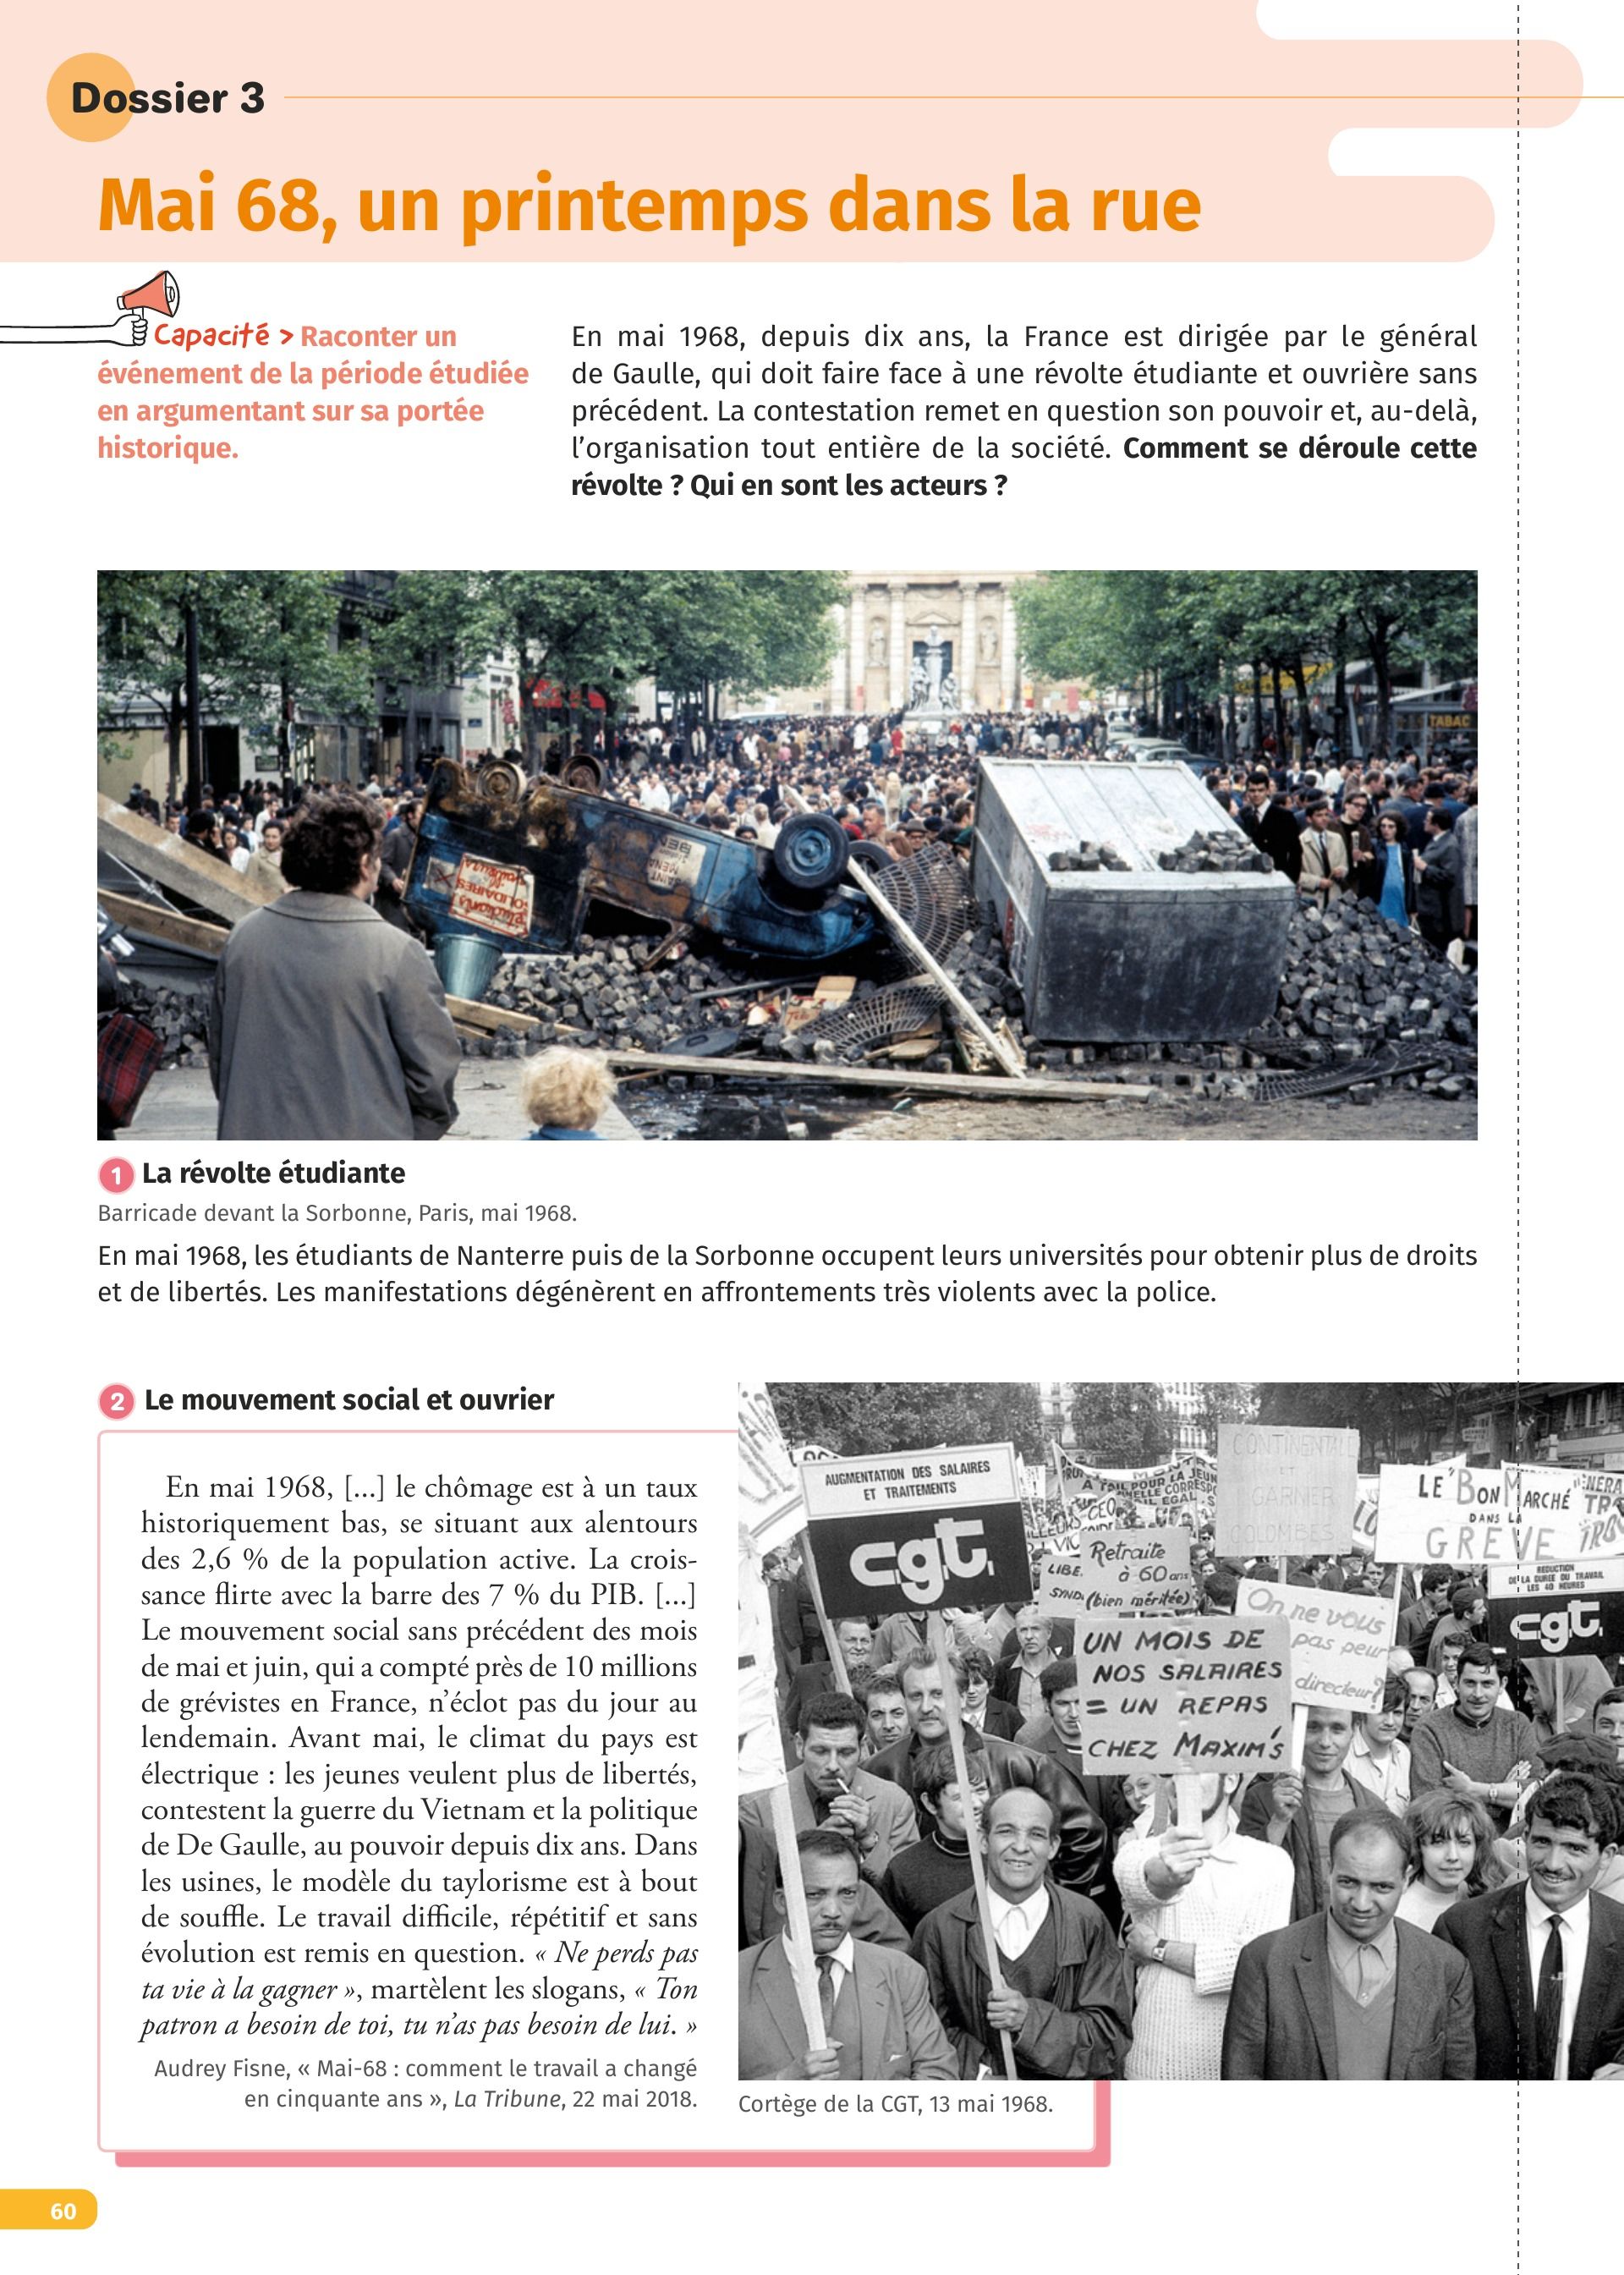 Dossier 3
Mai 68, un printemps dans la rue
Capacité > Raconter un
événement de la période étudiée
en argumentant sur sa portée
historique.
En mai 1968, depuis dix ans, la France est dirigée par le général
de Gaulle, qui doit faire face à une révolte étudiante et ouvrière sans
précédent. La contestation remet en question son pouvoir et, au-delà,
l'organisation tout entière de la société. Comment se déroule cette
révolte ? Qui en sont les acteurs ?
TABAC
1 La révolte étudiante
Barricade devant la Sorbonne, Paris, mai 1968.
En mai 1968, les étudiants de Nanterre puis de la Sorbonne occupent leurs universités pour obtenir plus de droits
et de libertés. Les manifestations dégénèrent en affrontements très violents avec la police.
2 Le mouvement social et ouvrier
En mai 1968, [...] le chômage est à un taux
historiquement bas, se situant aux alentours
des 2,6 % de la population active. La crois-
sance flirte avec la barre des 7 % du PIB. [...]
Le mouvement social sans précédent des mois
de mai et juin, qui a compté près de 10 millions
de grévistes en France, n'éclot pas du jour au
lendemain. Avant mai, le climat du pays est
électrique : les jeunes veulent plus de libertés,
contestent la guerre du Vietnam et la politique
de De Gaulle, au pouvoir depuis dix ans. Dans
les usines, le modèle du taylorisme est à bout
de souffle. Le travail difficile, répétitif et sans
évolution est remis en question. « Ne perds pas
ta vie à la gagner », martèlent les slogans, « Ton
patron a besoin de toi, tu n'as pas besoin de lui. »
Audrey Fisne, « Mai-68 : comment le travail a changé
en cinquante ans », La Tribune, 22 mai 2018.
AUGMENTATION DES SALAIRES
ET TRAITEMENTS
cgt
POUR LA JEUN
Retraite
à 60 ans
(bien méritée)
LIBE.
SYND.
CONTINENTAL
ET
GARNIER
COLOMBES
LE BON MARCHÉ
DANS LA
GREVE
On ne vous
pas peur
directeur?
UN MOIS DE
NOS SALAIRES
= UN REPAS
CHEZ MAXIM'S
REDUCTION
DE LA DUREE DU TRAVAIL
LES 40 HEURES
cgt
Cortège de la CGT, 13 mai 1968.
60